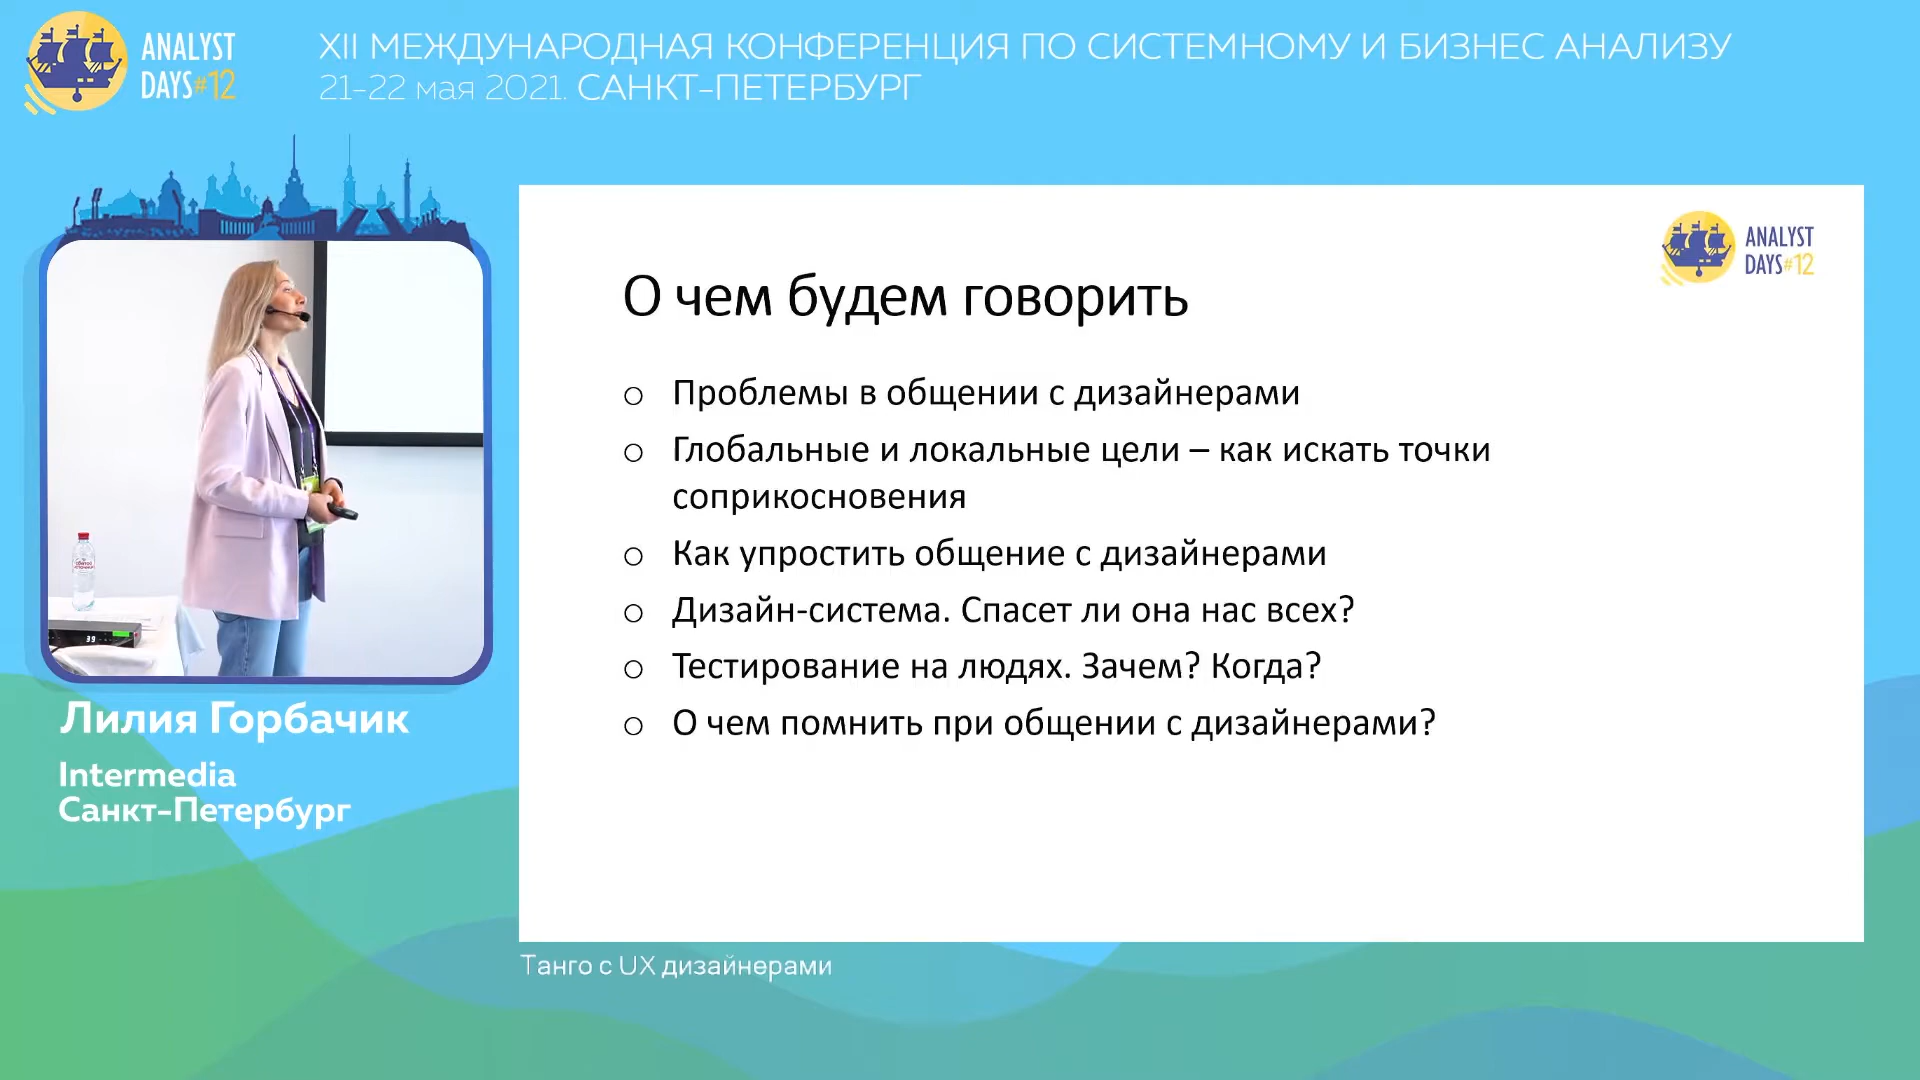 ANALYST
DAYS#12
XII МЕЖДУНАРОДНАЯ КОНФЕРЕНЦИЯ ПО СИСТЕМНОМУ И БИЗНЕС АНАЛИЗУ
21-22 мая 2021. САНКТ-ПЕТЕРБУРГ
ANALYST
DAYS#12
О чем будем говорить
o Проблемы в общении с дизайнерами
o Глобальные и локальные цели – как искать точки
соприкосновения
o Как упростить общение с дизайнерами
o Дизайн-система. Спасет ли она нас всех?
o Тестирование на людях. Зачем? Когда?
o О чем помнить при общении с дизайнерами?
39
Лилия Горбачик
Intermedia
Санкт-Петербург
Танго с UX дизайнерами